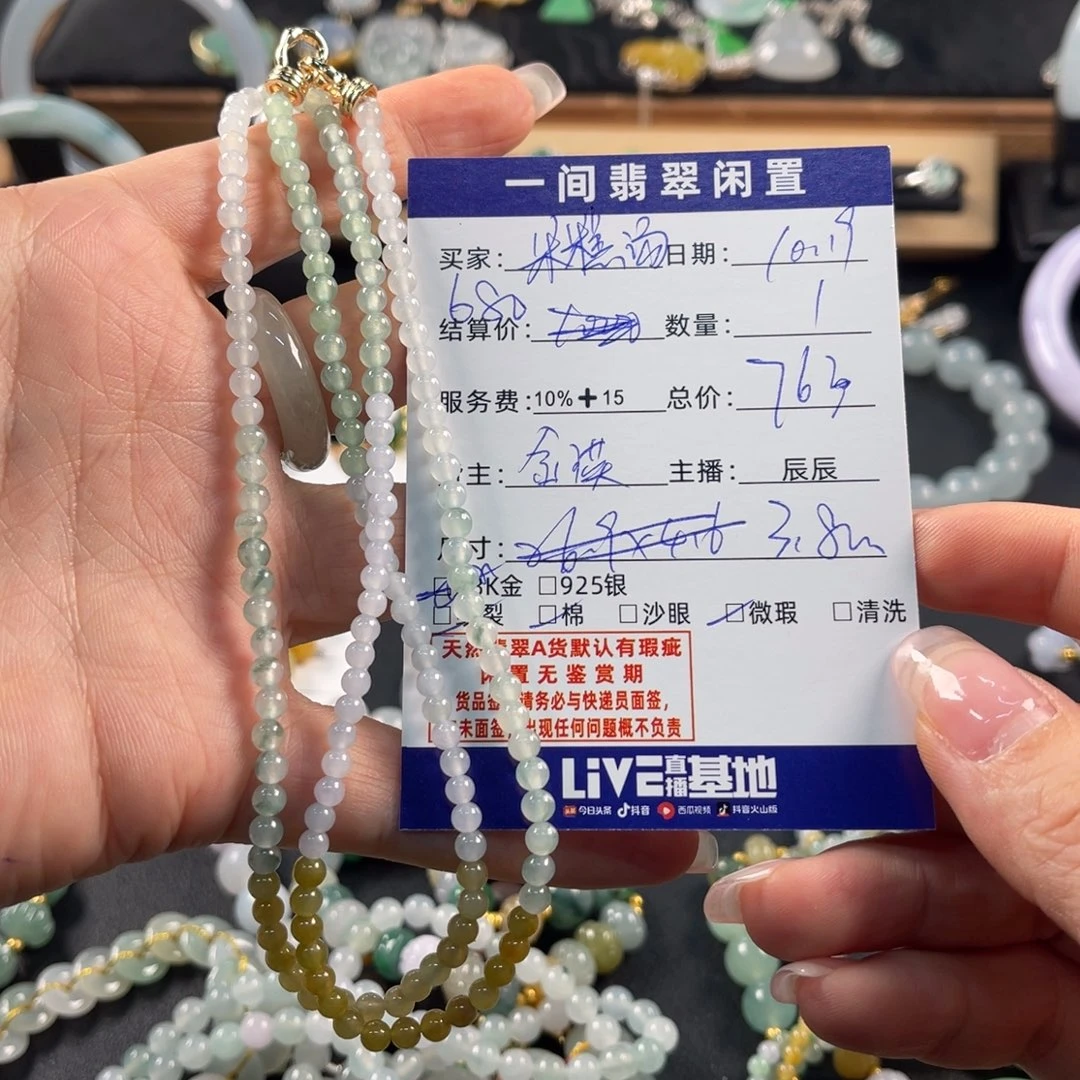 一间翡翠闲置
买家: 日期: 10.19
680
结算价: 数量: 1
服务费: 10%+15 总价: 763
主: 金瑛 主播: 辰辰
尺寸: 3.8m
K金 □925银
裂 □棉 □沙眼 □微瑕 □清洗
天然翡翠A货默认有瑕疵
闲置无鉴赏期
货品签 请务必与快递员面签,
未面签, 出现任何问题概不负责
LiVE直播基地
头条 今日头条 抖音 西瓜视频 抖音火山版